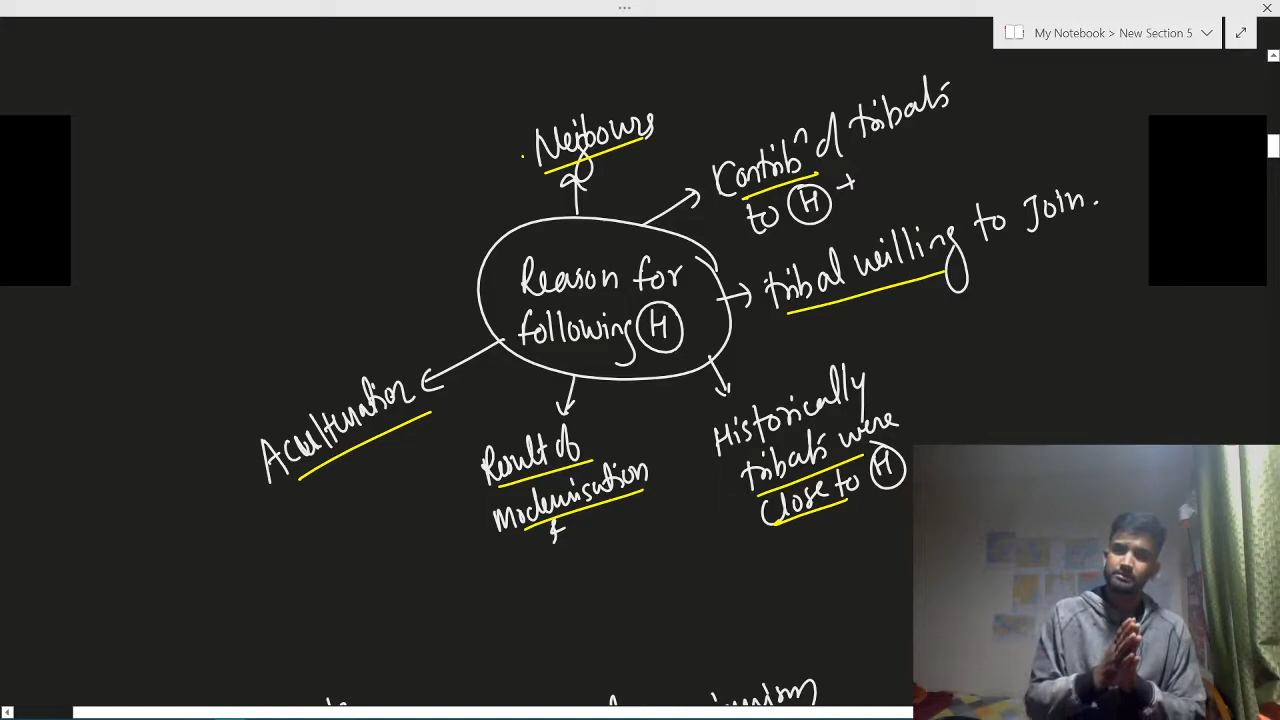 My Notebook > New Section 5
Neibours
Contribn of tribals
to H +
Reason for
following H
tribal willing to Join.
Acculturation
Result of
modernisation
&
Historically
tribals were
close to H